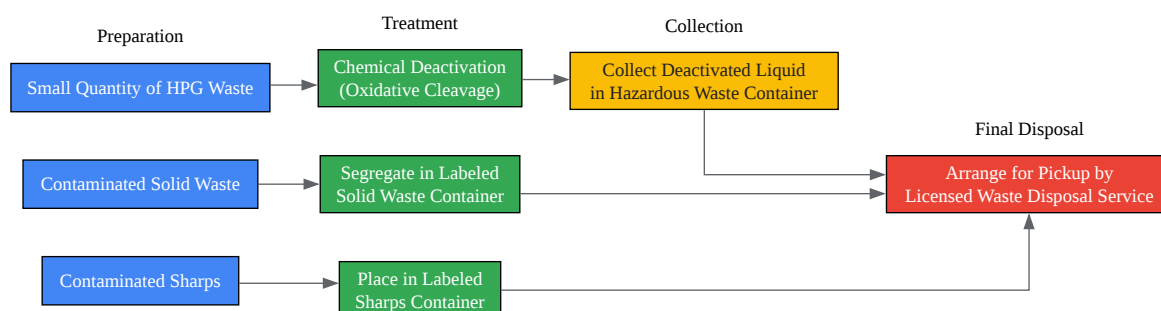 Preparation
Treatment
Collection
Small Quantity of HPG Waste
Chemical Deactivation
(Oxidative Cleavage)
Collect Deactivated Liquid
in Hazardous Waste Container
Final Disposal
Contaminated Solid Waste
Segregate in Labeled
Solid Waste Container
Arrange for Pickup by
Licensed Waste Disposal Service
Contaminated Sharps
Place in Labeled
Sharps Container